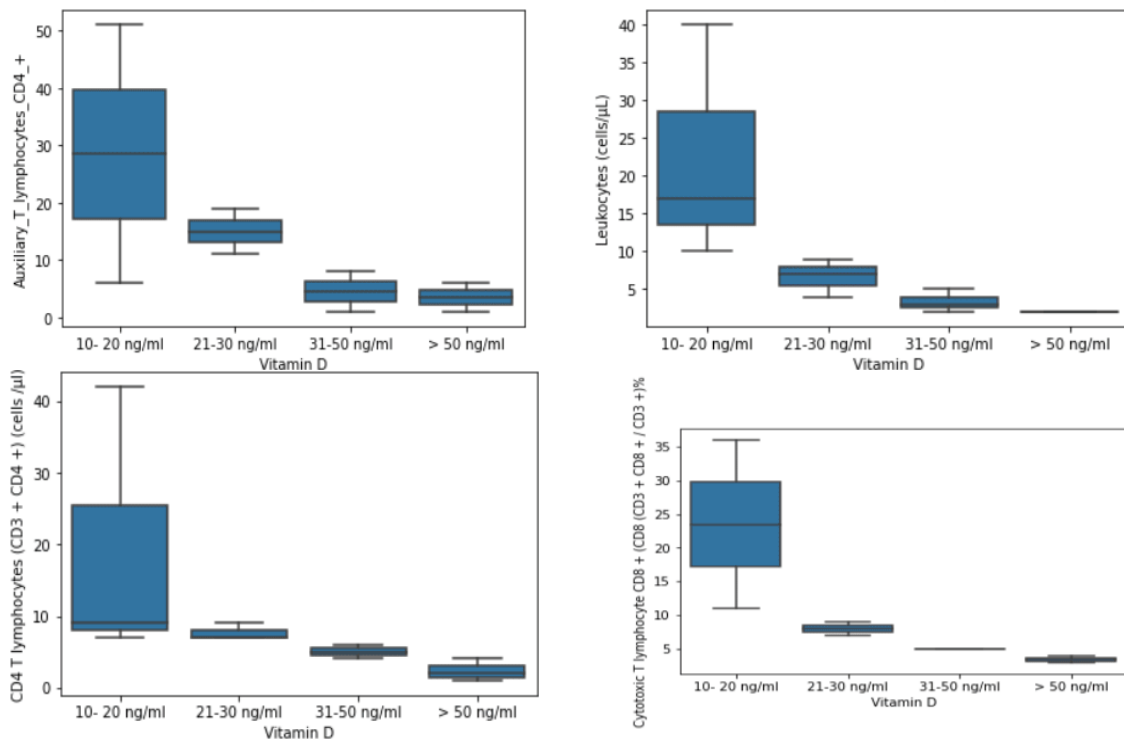 Auxiliary_T_lymphocytes_CD4_+
50
40
30
20
10
0
10- 20 ng/ml 21-30 ng/ml 31-50 ng/ml > 50 ng/ml
Vitamin D
Leukocytes (cells/µL)
40
35
30
25
20
15
10
5
10- 20 ng/ml 21-30 ng/ml 31-50 ng/ml > 50 ng/ml
Vitamin D
CD4 T lymphocytes (CD3 + CD4 +) (cells /µl)
40
30
20
10
0
10- 20 ng/ml 21-30 ng/ml 31-50 ng/ml > 50 ng/ml
Vitamin D
Cytotoxic T lymphocyte CD8 + (CD8 (CD3 + CD8 + / CD3 +)%
35
30
25
20
15
10
5
10- 20 ng/ml 21-30 ng/ml 31-50 ng/ml > 50 ng/ml
Vitamin D